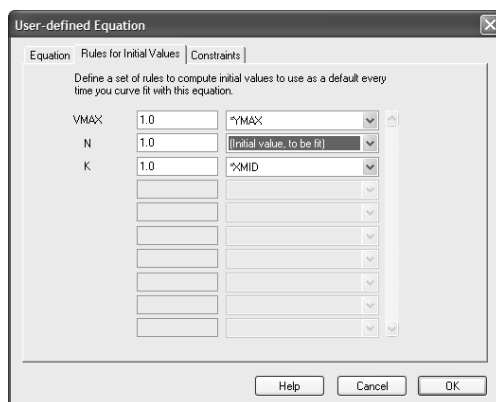 User-defined Equation
Equation Rules for Initial Values Constraints
Define a set of rules to compute initial values to use as a default every
time you curve fit with this equation.
VMAX 1.0 *YMAX
N 1.0 (Initial value, to be fit)
K 1.0 *XMID
Help Cancel OK